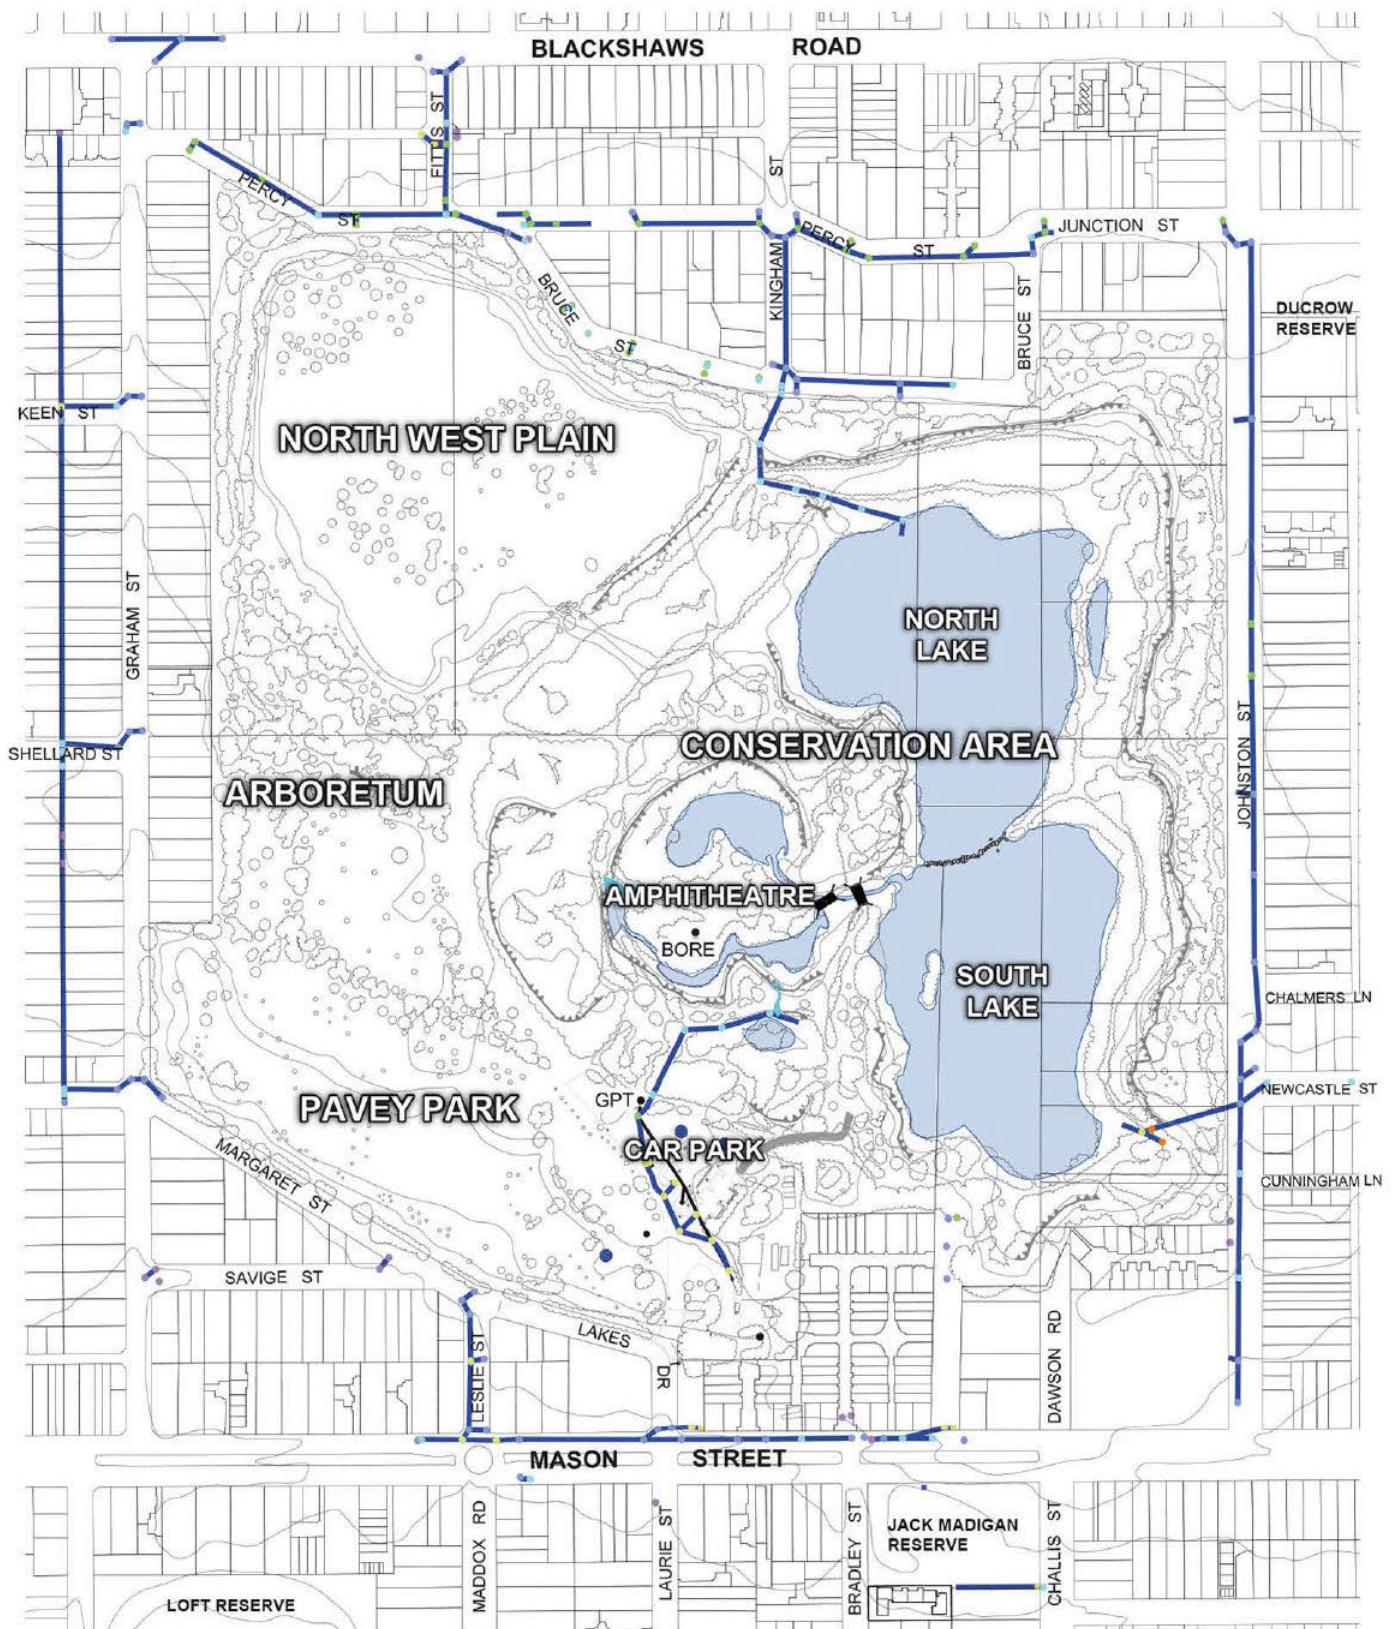 BLACKSHAWS ROAD
FITTS ST
ST
PERCY
ST
PERCY
ST
JUNCTION ST
KINGHAM
BRUCE
ST
BRUCE ST
DUCROW
RESERVE
KEEN ST
NORTH WEST PLAIN
GRAHAM ST
NORTH
LAKE
SHELLARD ST
CONSERVATION AREA
JOHNSTON ST
ARBORETUM
AMPHITHEATRE
BORE
SOUTH
LAKE
CHALMERS LN
NEWCASTLE ST
GPT
PAVEY PARK
CAR PARK
MARGARET ST
CUNNINGHAM LN
SAVIGE ST
LAKES
DR
LESLIE ST
DAWSON RD
MASON STREET
MADDOX RD
LAURIE ST
BRADLEY ST
JACK MADIGAN
RESERVE
CHALLIS ST
LOFT RESERVE